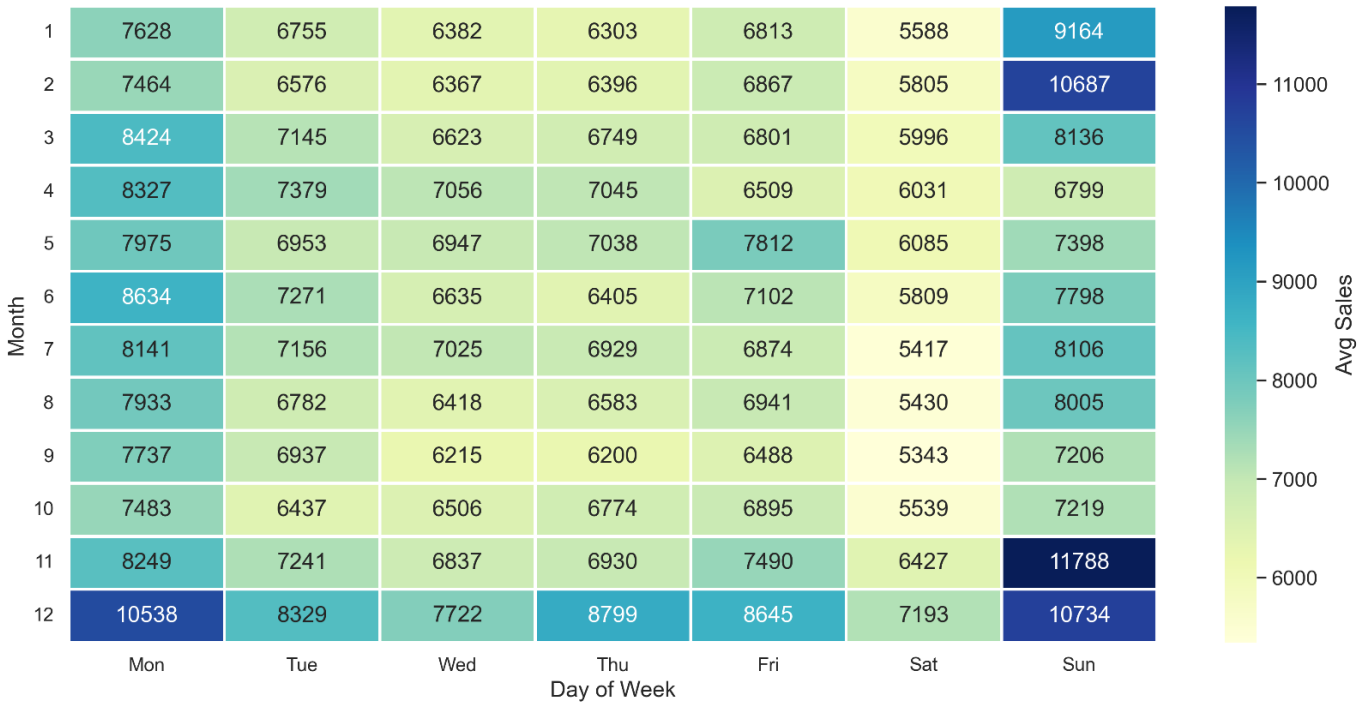 1 7628 6755 6382 6303 6813 5588 9164
2 7464 6576 6367 6396 6867 5805 10687
3 8424 7145 6623 6749 6801 5996 8136
4 8327 7379 7056 7045 6509 6031 6799
5 7975 6953 6947 7038 7812 6085 7398
6 8634 7271 6635 6405 7102 5809 7798
7 8141 7156 7025 6929 6874 5417 8106
8 7933 6782 6418 6583 6941 5430 8005
9 7737 6937 6215 6200 6488 5343 7206
10 7483 6437 6506 6774 6895 5539 7219
11 8249 7241 6837 6930 7490 6427 11788
12 10538 8329 7722 8799 8645 7193 10734
Mon Tue Wed Thu Fri Sat Sun
Day of Week
Month
11000
10000
9000
8000
7000
6000
Avg Sales